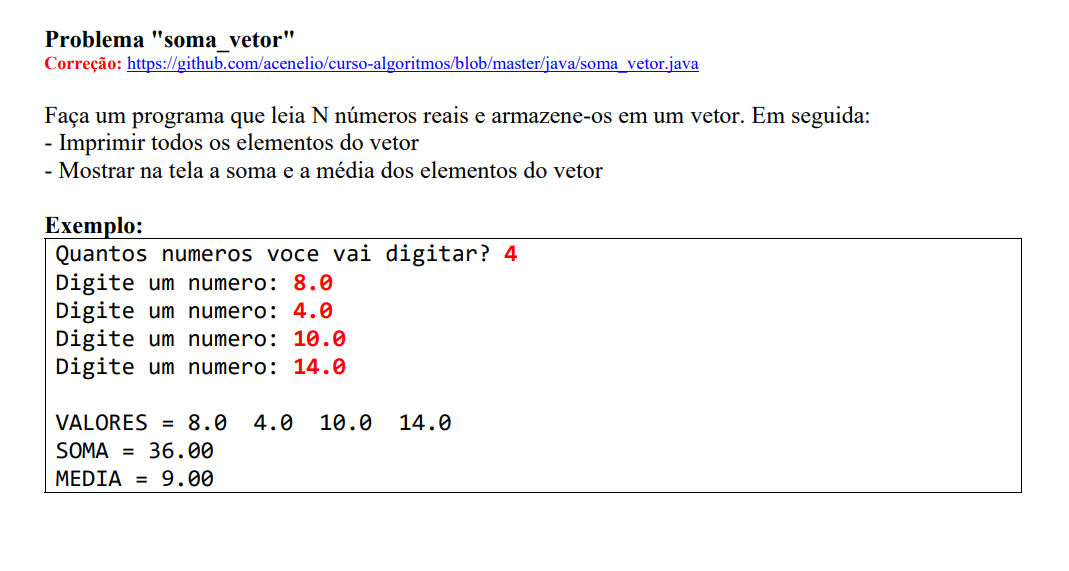 Problema "soma_vetor"
Correção: https://github.com/acenelio/curso-algoritmos/blob/master/java/soma_vetor.java
Faça um programa que leia N números reais e armazene-os em um vetor. Em seguida:
- Imprimir todos os elementos do vetor
- Mostrar na tela a soma e a média dos elementos do vetor
Exemplo:
Quantos numeros voce vai digitar? 4
Digite um numero: 8.0
Digite um numero: 4.0
Digite um numero: 10.0
Digite um numero: 14.0
VALORES = 8.0  4.0  10.0  14.0
SOMA = 36.00
MEDIA = 9.00